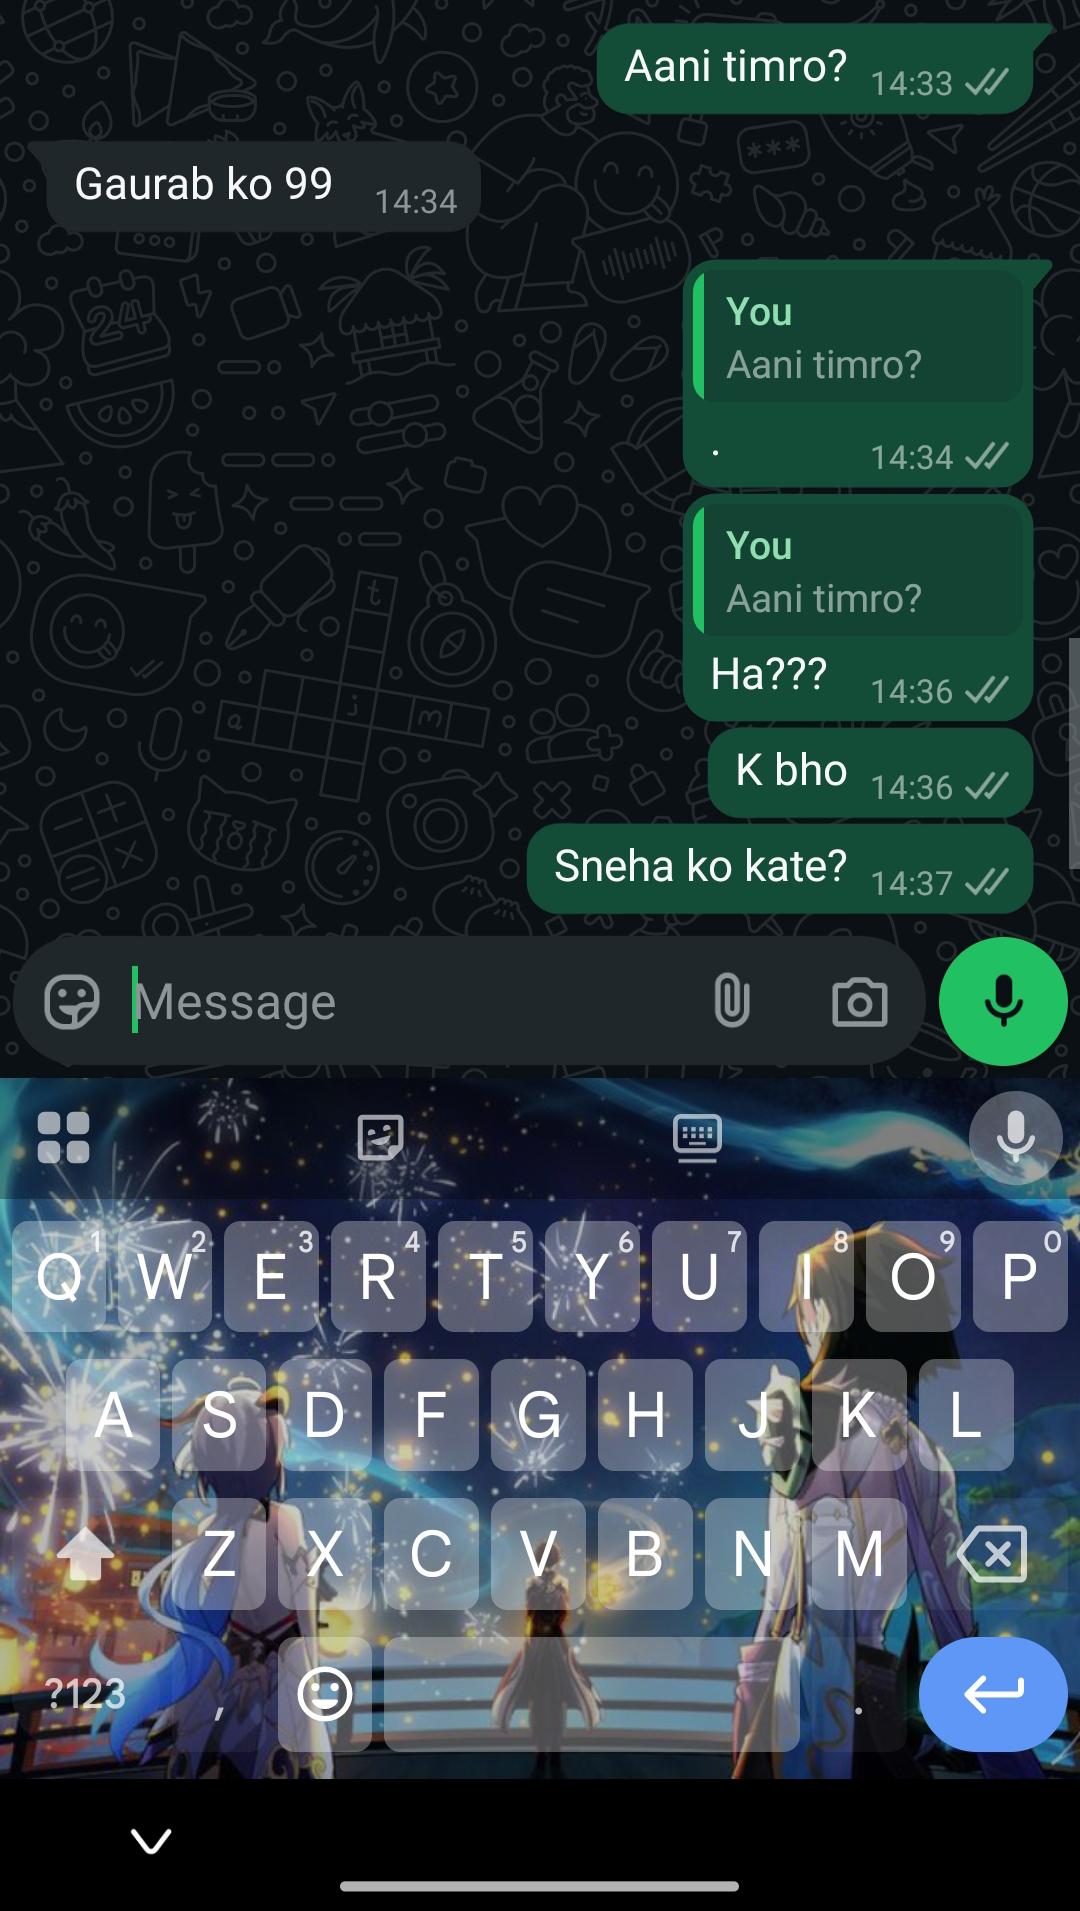 Aani timro? 14:33
Gaurab ko 99 14:34
You
Aani timro?
. 14:34
You
Aani timro?
Ha??? 14:36
K bho 14:36
Sneha ko kate? 14:37
Message
1 2 3 4 5 6 7 8 9 0
Q W E R T Y U I O P
A S D F G H J K L
Z X C V B N M
?123 , .